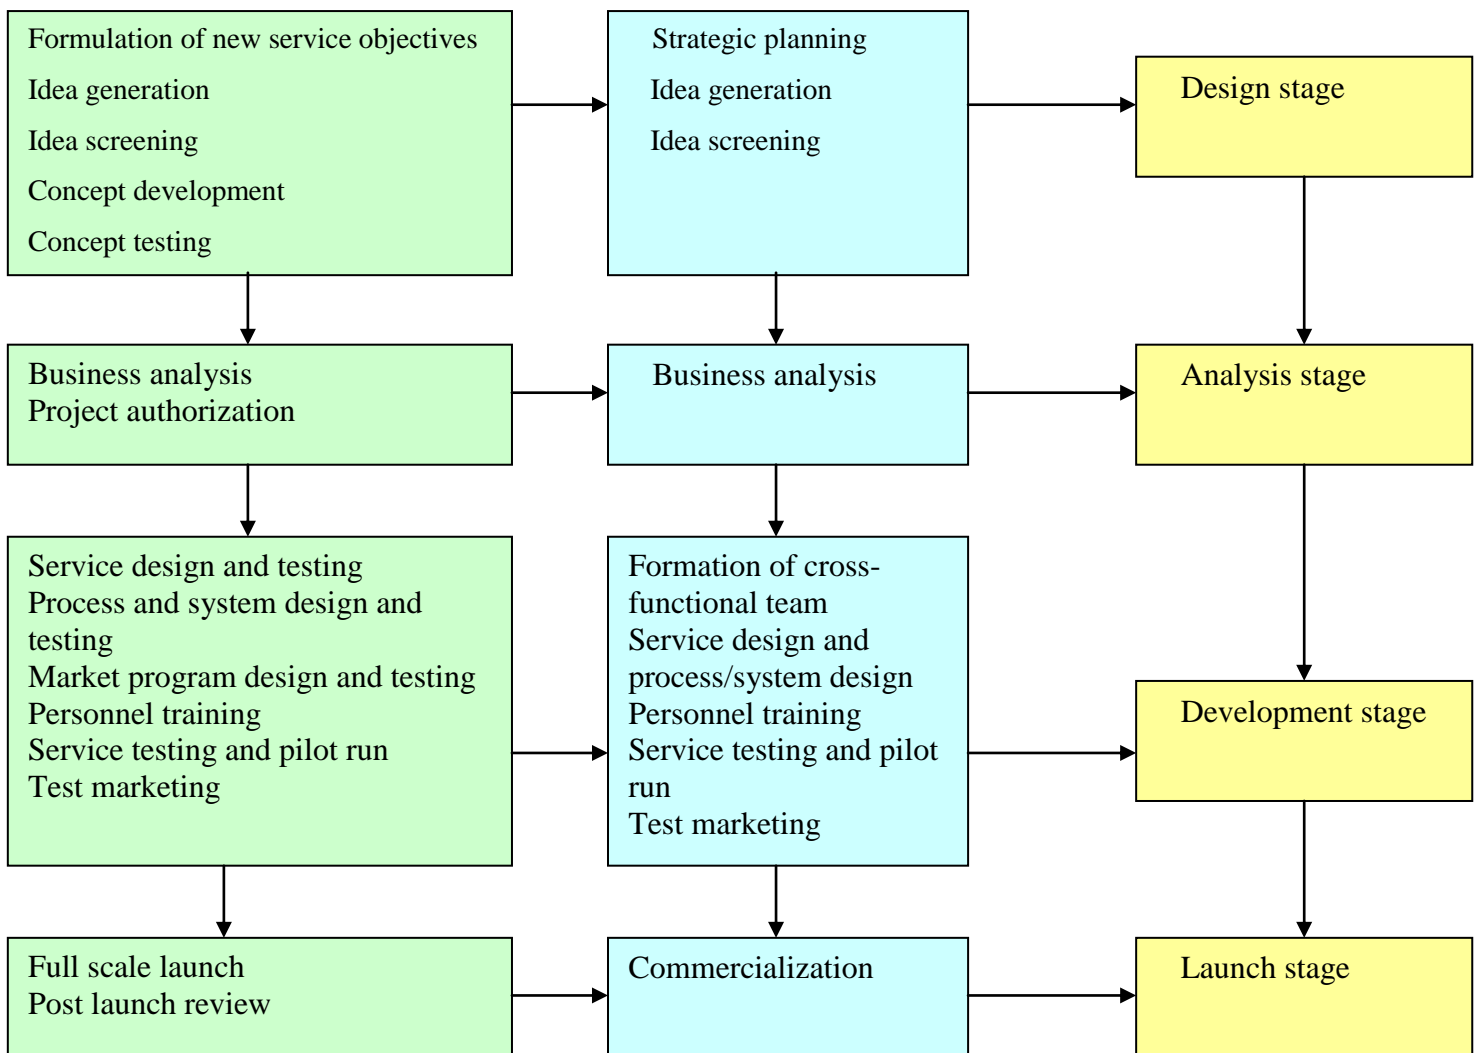 Formulation of new service objectives
Idea generation
Idea screening
Concept development
Concept testing
Strategic planning
Idea generation
Idea screening
Design stage
Business analysis
Project authorization
Business analysis
Analysis stage
Service design and testing
Process and system design and
testing
Market program design and testing
Personnel training
Service testing and pilot run
Test marketing
Formation of cross-
functional team
Service design and
process/system design
Personnel training
Service testing and pilot
run
Test marketing
Development stage
Full scale launch
Post launch review
Commercialization
Launch stage